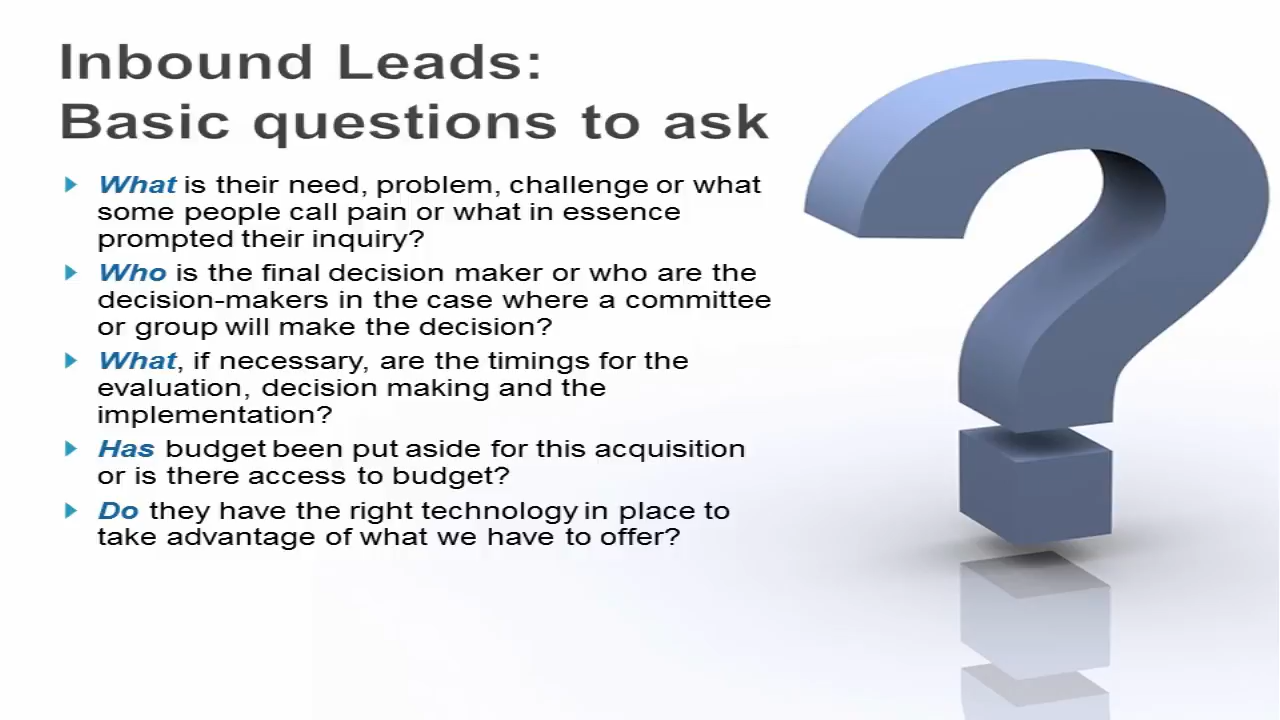 Inbound Leads:
Basic questions to ask
What is their need, problem, challenge or what
some people call pain or what in essence
prompted their inquiry?
Who is the final decision maker or who are the
decision-makers in the case where a committee
or group will make the decision?
What, if necessary, are the timings for the
evaluation, decision making and the
implementation?
Has budget been put aside for this acquisition
or is there access to budget?
Do they have the right technology in place to
take advantage of what we have to offer?